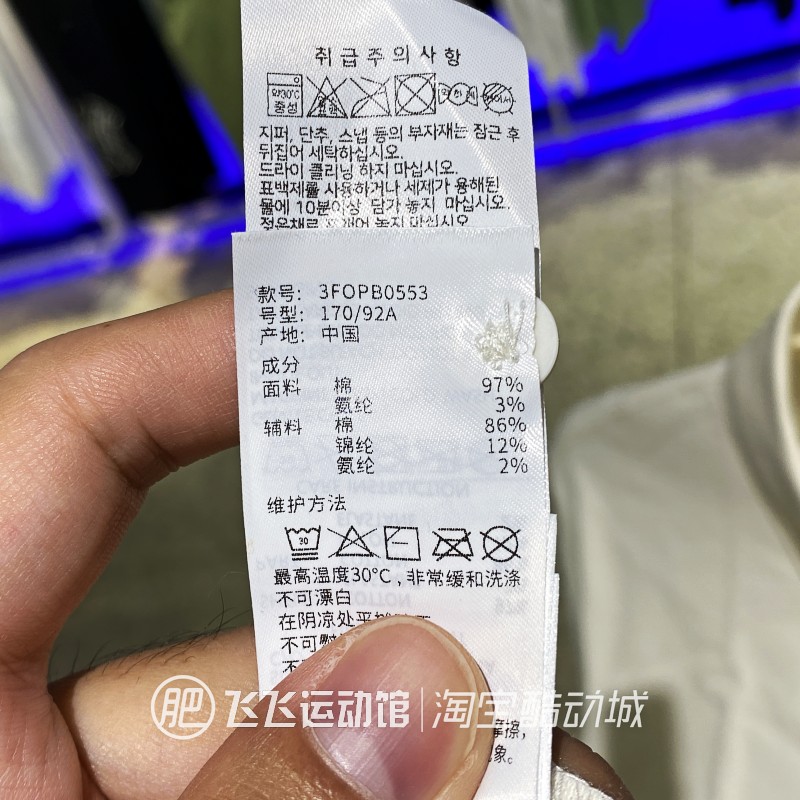 취급주의사항
약30℃
중성
지퍼, 단추, 스냅 등의 부자재는 잠근 후
뒤집어 세탁하십시오.
드라이 클리닝 하지 마십시오.
표백제를 사용하거나 세제가 용해된
물에 10분이상 담가 놓지 마십시오.
款号: 3FOPB0553
号型: 170/92A
产地: 中国
成分
面料 棉 97%
氨纶 3%
辅料 棉 86%
锦纶 12%
氨纶 2%
维护方法
30
最高温度30℃,非常缓和洗涤
不可漂白
在阴凉处平
不可
摩擦,
象。
肥 飞飞运动馆 淘宝酷动城